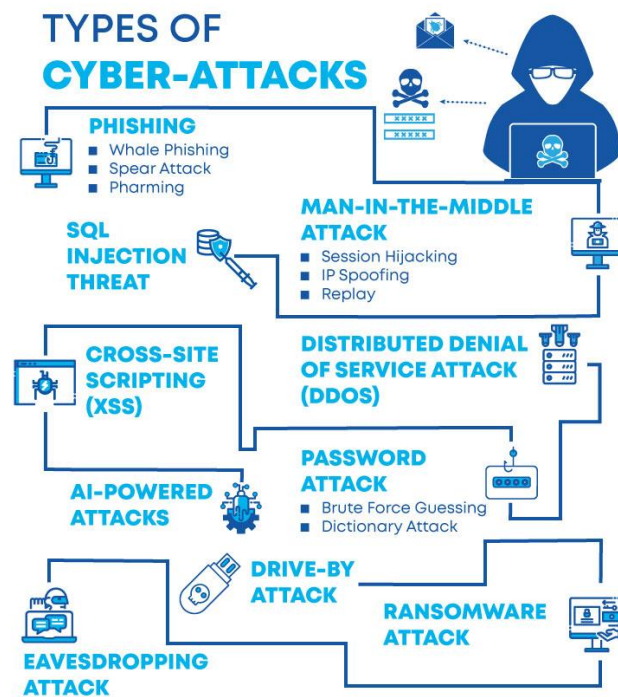 TYPES OF
CYBER-ATTACKS
XXXXX
XXXXX
PHISHING
Whale Phishing
Spear Attack
Pharming
MAN-IN-THE-MIDDLE
ATTACK
Session Hijacking
IP Spoofing
Replay
SQL
INJECTION
THREAT
CROSS-SITE
SCRIPTING
(XSS)
DISTRIBUTED DENIAL
OF SERVICE ATTACK
(DDOS)
PASSWORD
ATTACK
Brute Force Guessing
Dictionary Attack
AI-POWERED
ATTACKS
DRIVE-BY
ATTACK
RANSOMWARE
ATTACK
EAVESDROPPING
ATTACK